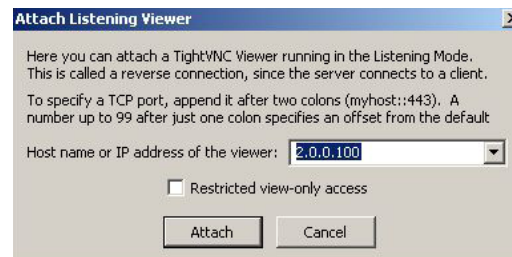 Attach Listening Viewer
Here you can attach a TightVNC Viewer running in the Listening Mode.
This is called a reverse connection, since the server connects to a client.
To specify a TCP port, append it after two colons (myhost::443). A
number up to 99 after just one colon specifies an offset from the default
Host name or IP address of the viewer: 2.0.0.100
Restricted view-only access
Attach Cancel